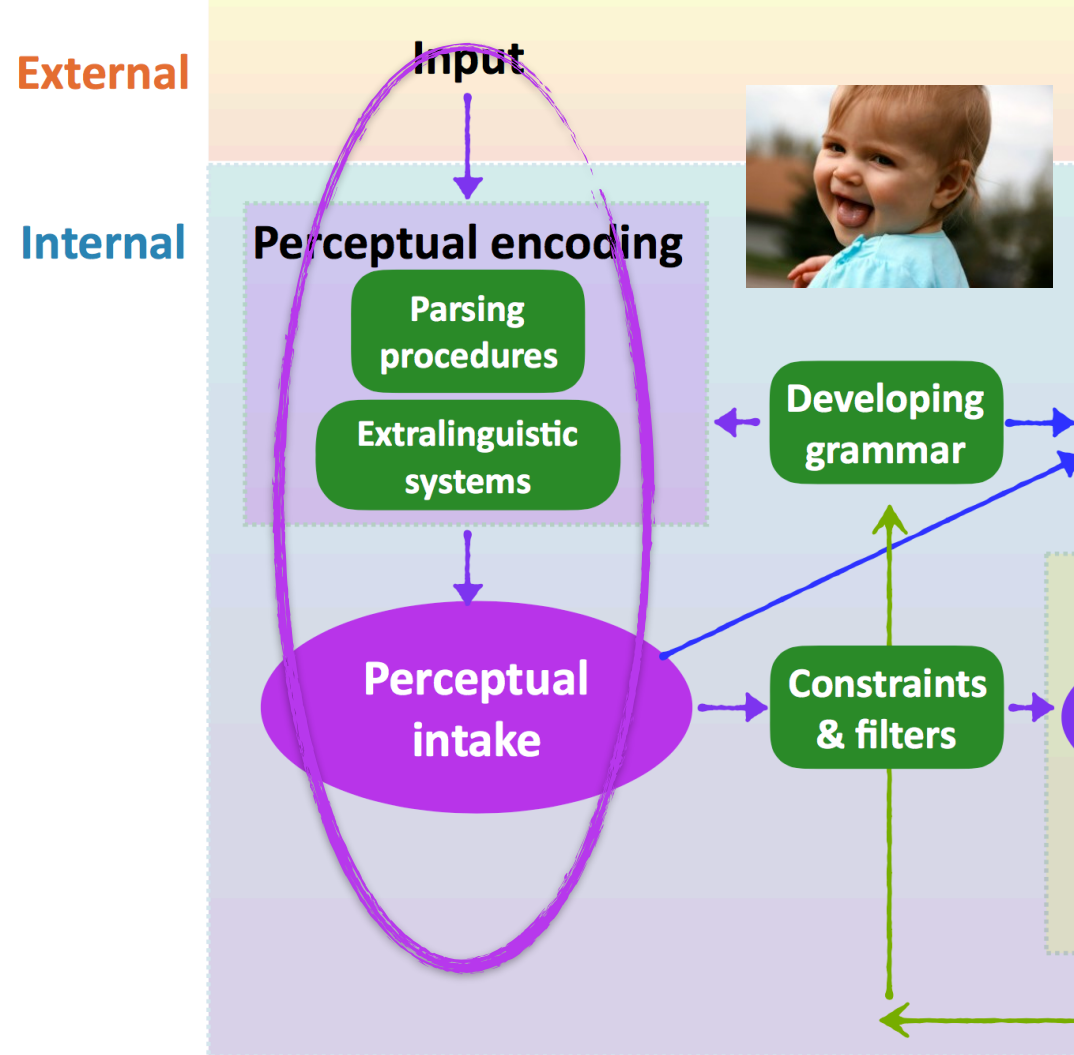 External
Input
Internal
Perceptual encoding
Parsing
procedures
Extralinguistic
systems
Developing
grammar
Perceptual
intake
Constraints
& filters